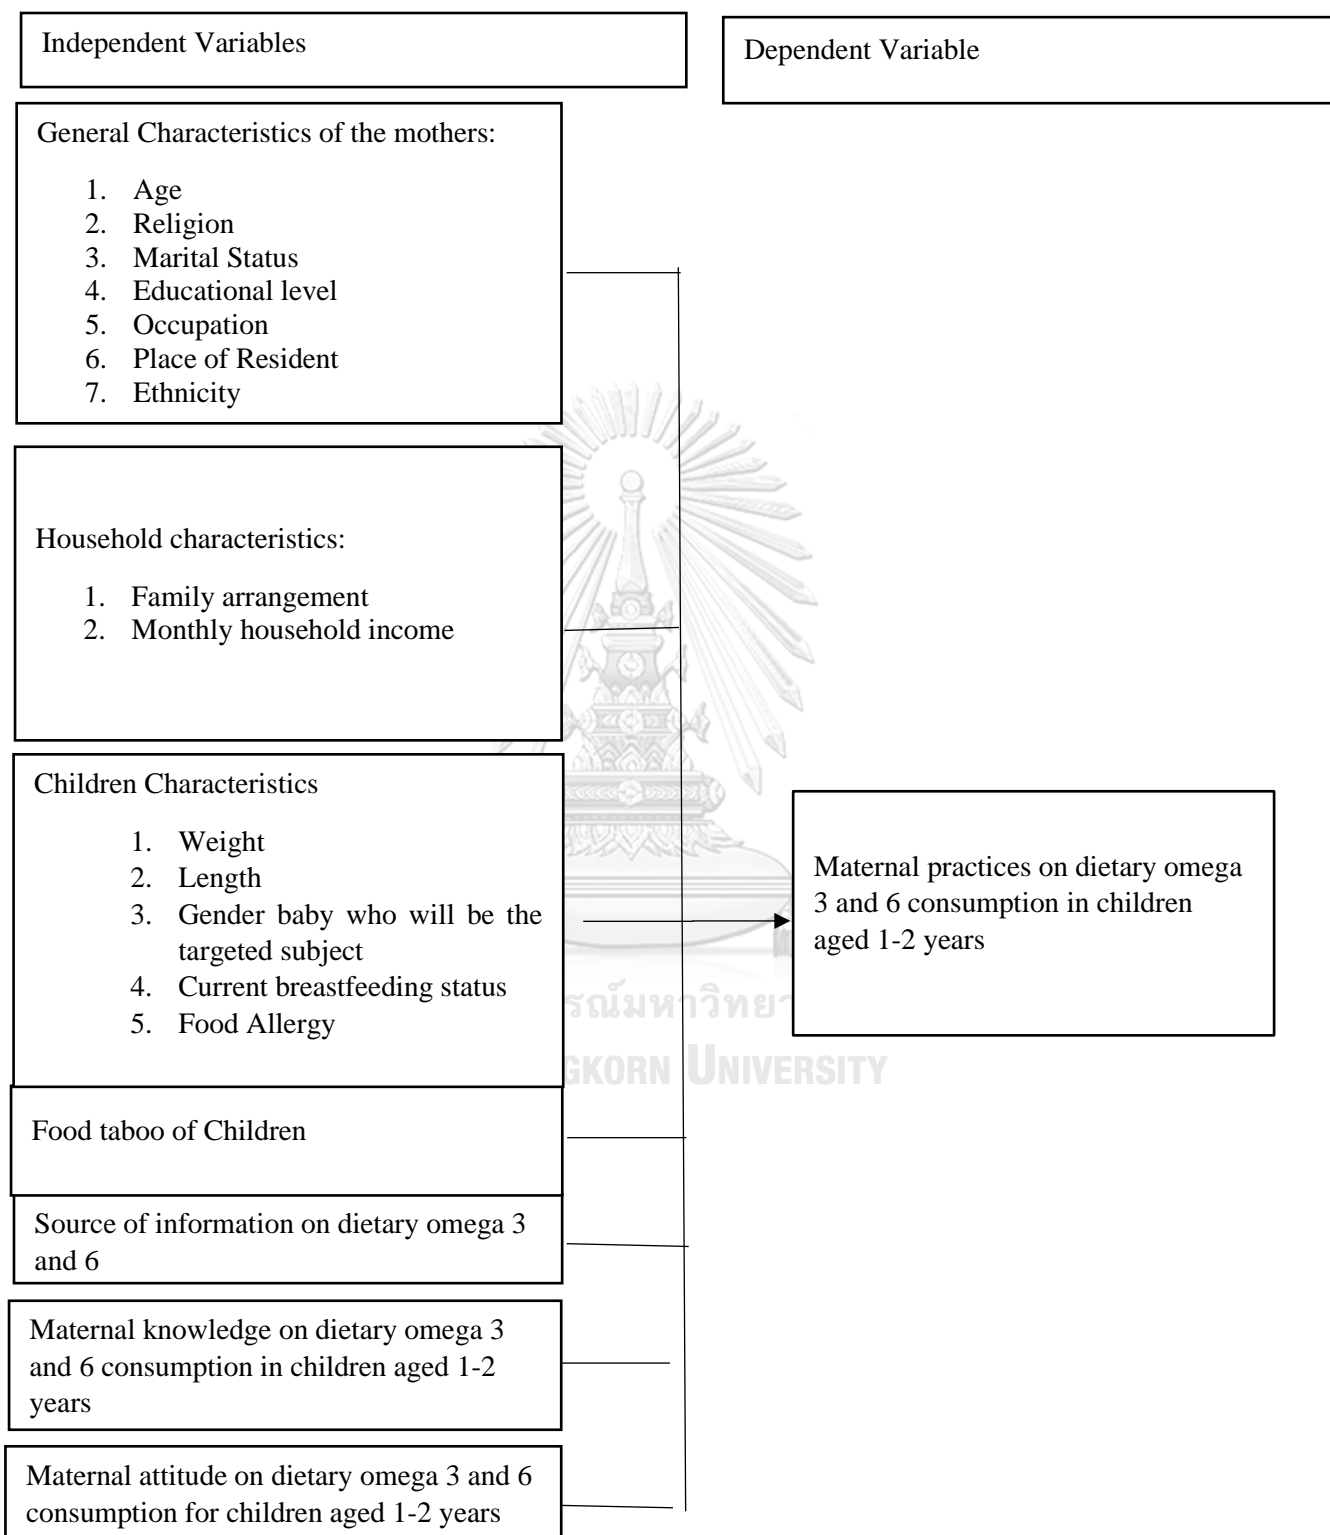 Independent Variables
Dependent Variable
General Characteristics of the mothers:
1. Age
2. Religion
3. Marital Status
4. Educational level
5. Occupation
6. Place of Resident
7. Ethnicity
Household characteristics:
1. Family arrangement
2. Monthly household income
Children Characteristics
1. Weight
2. Length
3. Gender baby who will be the
targeted subject
4. Current breastfeeding status
5. Food Allergy
Maternal practices on dietary omega
3 and 6 consumption in children
aged 1-2 years
UNIVERSITY
Food taboo of Children
Source of information on dietary omega 3
and 6
Maternal knowledge on dietary omega 3
and 6 consumption in children aged 1-2
years
Maternal attitude on dietary omega 3 and 6
consumption for children aged 1-2 years